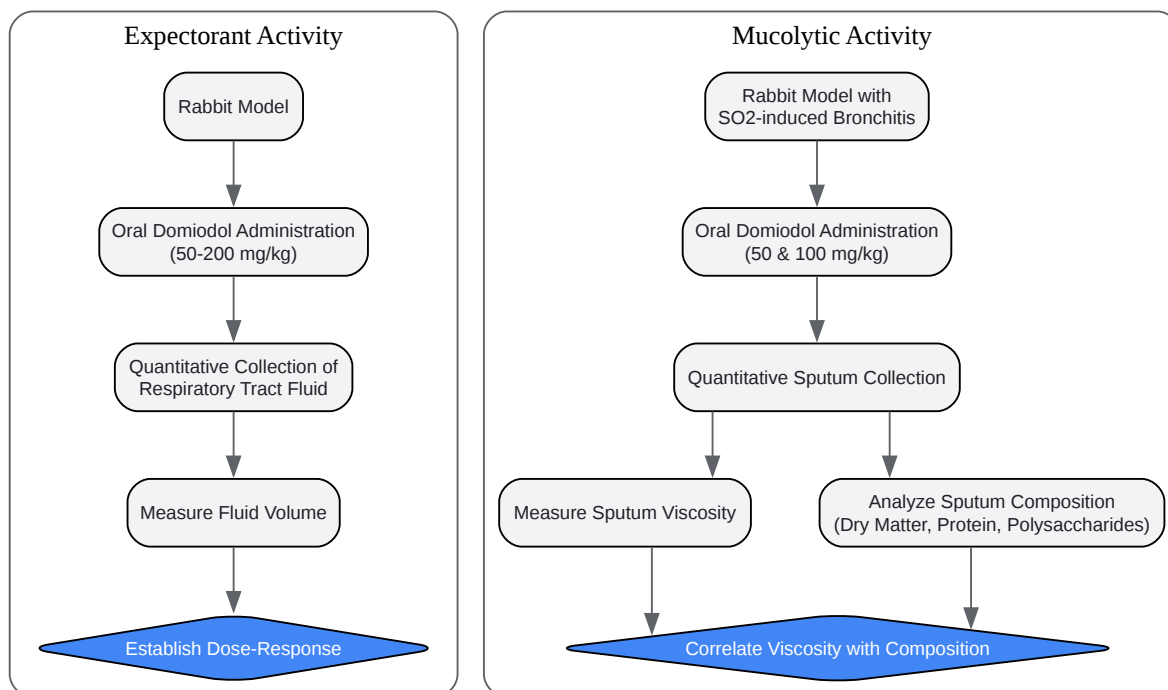 Expectorant Activity
Rabbit Model
Oral Domiodol Administration
(50-200 mg/kg)
Quantitative Collection of
Respiratory Tract Fluid
Measure Fluid Volume
Establish Dose-Response
Mucolytic Activity
Rabbit Model with
SO2-induced Bronchitis
Oral Domiodol Administration
(50 & 100 mg/kg)
Quantitative Sputum Collection
Measure Sputum Viscosity
Analyze Sputum Composition
(Dry Matter, Protein, Polysaccharides)
Correlate Viscosity with Composition